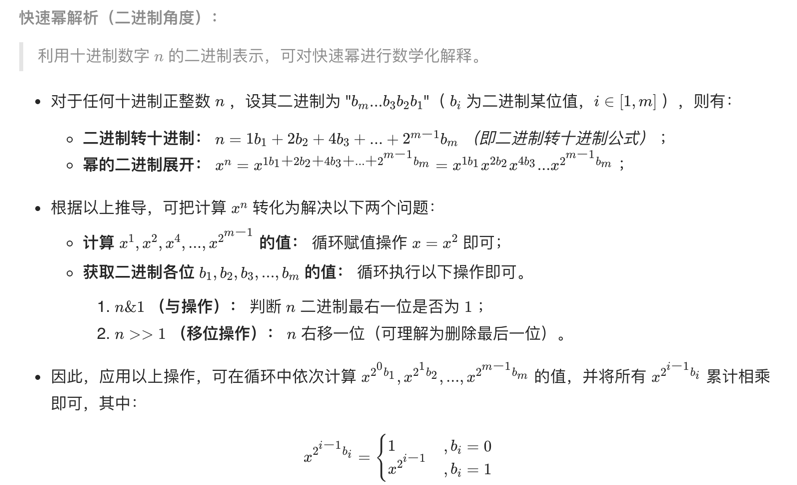 快速幂解析（二进制角度）：
利用十进制数字 n 的二进制表示，可对快速幂进行数学化解释。
• 对于任何十进制正整数 n ，设其二进制为 "b_m...b_3b_2b_1"（ b_i 为二进制某位值，i ∈ [1, m] ），则有：
◦ 二进制转十进制： n = 1b_1 + 2b_2 + 4b_3 + ... + 2^{m−1}b_m （即二进制转十进制公式） ；
◦ 幂的二进制展开： x^n = x^{1b_1+2b_2+4b_3+...+2^{m−1}b_m} = x^{1b_1}x^{2b_2}x^{4b_3}...x^{2^{m−1}b_m} ；
• 根据以上推导，可把计算 x^n 转化为解决以下两个问题：
◦ 计算 x^1, x^2, x^4, ..., x^{2^{m−1}} 的值： 循环赋值操作 x = x^2 即可；
◦ 获取二进制各位 b_1, b_2, b_3, ..., b_m 的值： 循环执行以下操作即可。
1. n&1 （与操作）： 判断 n 二进制最右一位是否为 1 ；
2. n >> 1 （移位操作）： n 右移一位（可理解为删除最后一位）。
• 因此，应用以上操作，可在循环中依次计算 x^{2^0b_1}, x^{2^1b_2}, ..., x^{2^{m−1}b_m} 的值，并将所有 x^{2^{i−1}b_i} 累计相乘
即可，其中：
x^{2^{i−1}b_i} = { 1 , b_i = 0
x^{2^{i−1}} , b_i = 1